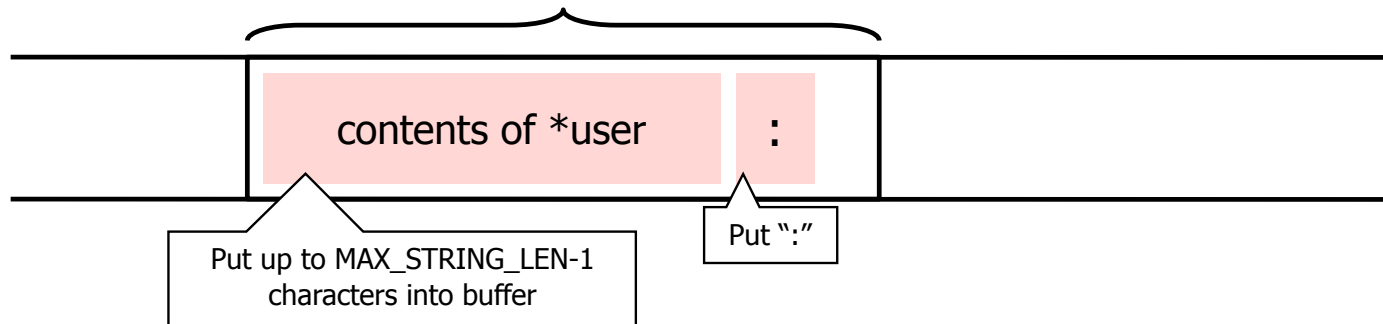 contents of *user
:
Put up to MAX_STRING_LEN-1
characters into buffer
Put “:”